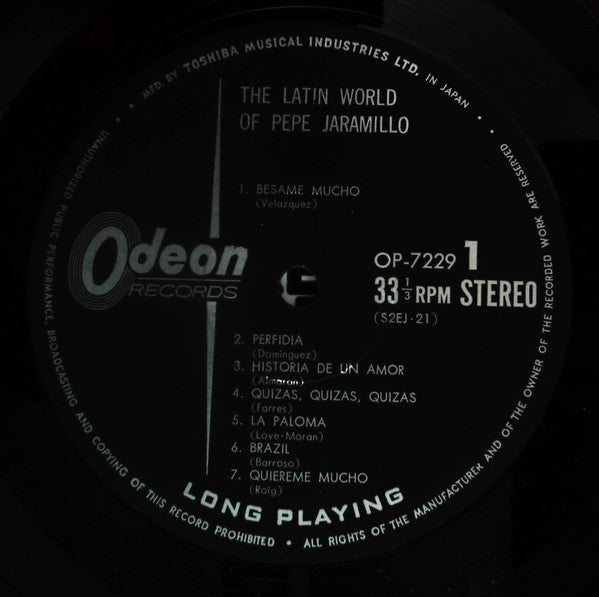 MFD. BY TOSHIBA MUSICAL INDUSTRIES LTD. IN JAPAN
THE LATIN WORLD
OF PEPE JARAMILLO
1. BESAME MUCHO
(Velazquez)
Odeon
RECORDS
OP-7229 1
33 1/3 RPM STEREO
(S2EJ-21)
2. PERFIDIA
(Dominguez)
3. HISTORIA DE UN AMOR
(Almaran)
4. QUIZAS, QUIZAS, QUIZAS
(Farres)
5. LA PALOMA
(Love-Moran)
6. BRAZIL
(Barroso)
7. QUIEREME MUCHO
(Roig)
LONG PLAYING
UNAUTHORIZED PUBLIC PERFORMANCE, BROADCASTING AND COPYING OF THIS RECORD PROHIBITED • ALL RIGHTS OF THE MANUFACTURER AND OF THE OWNER OF THE RECORDED WORK ARE RESERVED